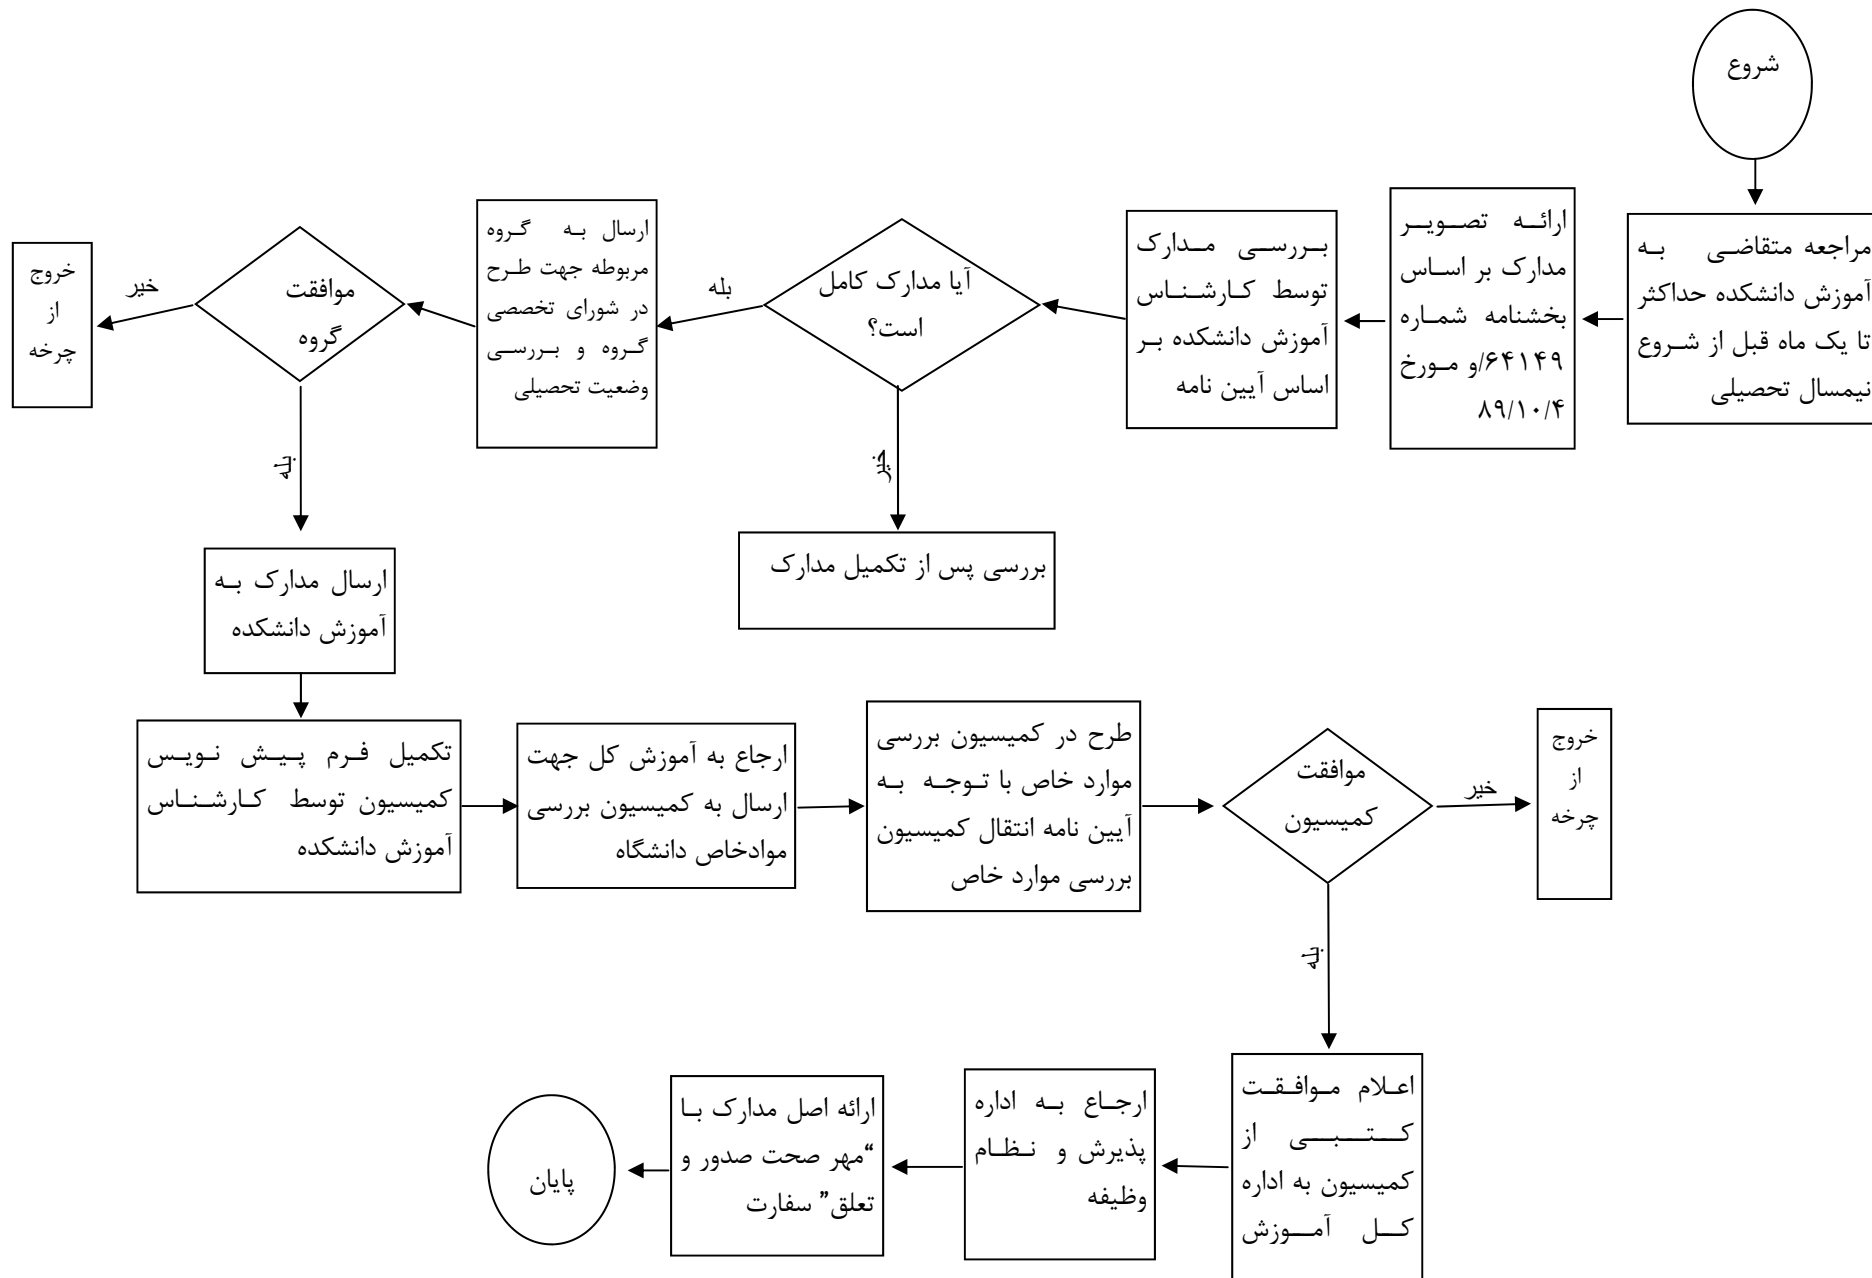 شروع
مراجعه متقاضی به
آموزش دانشکده حداکثر
تا یک ماه قبل از شروع
نیمسال تحصیلی
ارائه تصویر
مدارک بر اساس
بخشنامه شماره
۶۴۱۴۹/و مورخ
۸۹/۱۰/۴
بررسی مدارک
توسط کارشناس
آموزش دانشکده بر
اساس آیین نامه
آیا مدارک کامل
است؟
بله
خیر
بررسی پس از تکمیل مدارک
ارسال به گروه
مربوطه جهت طرح
در شورای تخصصی
گروه و بررسی
وضعیت تحصیلی
موافقت
گروه
خیر
خروج
از
چرخه
بله
ارسال مدارک به
آموزش دانشکده
تکمیل فرم پیش نویس
کمیسیون توسط کارشناس
آموزش دانشکده
ارجاع به آموزش کل جهت
ارسال به کمیسیون بررسی
موادخاص دانشگاه
طرح در کمیسیون بررسی
موارد خاص با توجه به
آیین نامه انتقال کمیسیون
بررسی موارد خاص
موافقت
کمیسیون
خیر
خروج
از
چرخه
بله
اعلام موافقت
کتبی از
کمیسیون به اداره
کل آموزش
ارجاع به اداره
پذیرش و نظام
وظیفه
ارائه اصل مدارک با
“مهر صحت صدور و
تعلق” سفارت
پایان